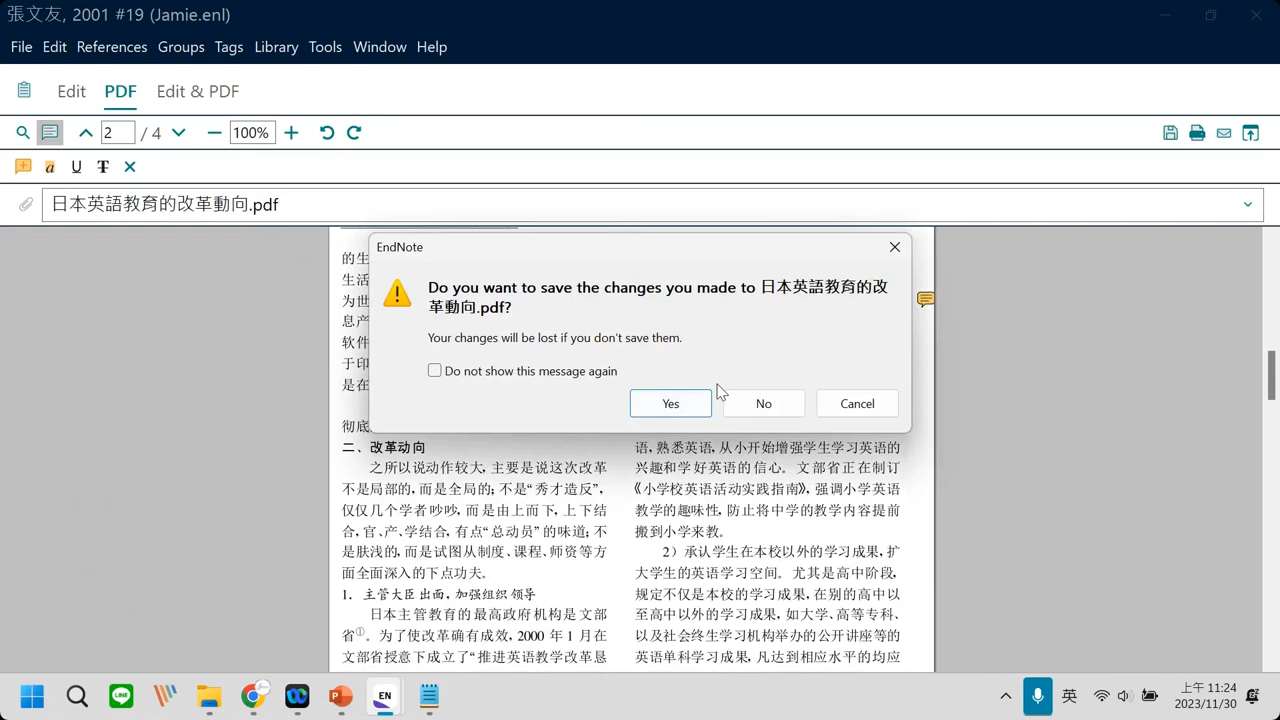 張文友, 2001 #19 (Jamie.enl)
File Edit References Groups Tags Library Tools Window Help
Edit PDF Edit & PDF
2 / 4 100%
a U T
日本英語教育的改革動向.pdf
EndNote
Do you want to save the changes you made to 日本英語教育的改
革動向.pdf?
Your changes will be lost if you don't save them.
Do not show this message again
Yes No Cancel
的生
生活
为世
息产
软件
于印
是在
彻底
二、改革动向
之所以说动作较大,主要是说这次改革
不是局部的,而是全局的;不是“秀才造反”,
仅仅几个学者吵吵,而是由上而下,上下结
合,官、产、学结合,有点“总动员”的味道;不
是肤浅的,而是试图从制度、课程、师资等方
面全面深入的下点功夫。
1. 主管大臣出面,加强组织领导
日本主管教育的最高政府机构是文部
省①。为了使改革确有成效,2000 年 1 月在
文部省授意下成立了“推进英语教学改革恳
语,熟悉英语,从小开始增强学生学习英语的
兴趣和学好英语的信心。文部省正在制订
《小学校英语活动实践指南》,强调小学英语
教学的趣味性,防止将中学的教学内容提前
搬到小学来教。
2）承认学生在本校以外的学习成果,扩
大学生的英语学习空间。尤其是高中阶段,
规定不仅是本校的学习成果,在别的高中以
至高中以外的学习成果,如大学、高等专科、
以及社会终生学习机构举办的公开讲座等的
英语单科学习成果,凡达到相应水平的均应
LINE
EN
英
上午 11:24
2023/11/30